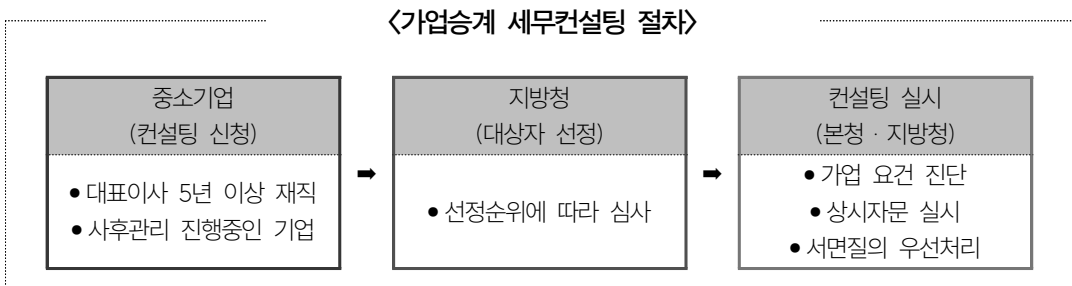 〈가업승계 세무컨설팅 절차〉
중소기업
(컨설팅 신청)
● 대표이사 5년 이상 재직
● 사후관리 진행중인 기업
➡
지방청
(대상자 선정)
● 선정순위에 따라 심사
➡
컨설팅 실시
(본청 · 지방청)
● 가업 요건 진단
● 상시자문 실시
● 서면질의 우선처리